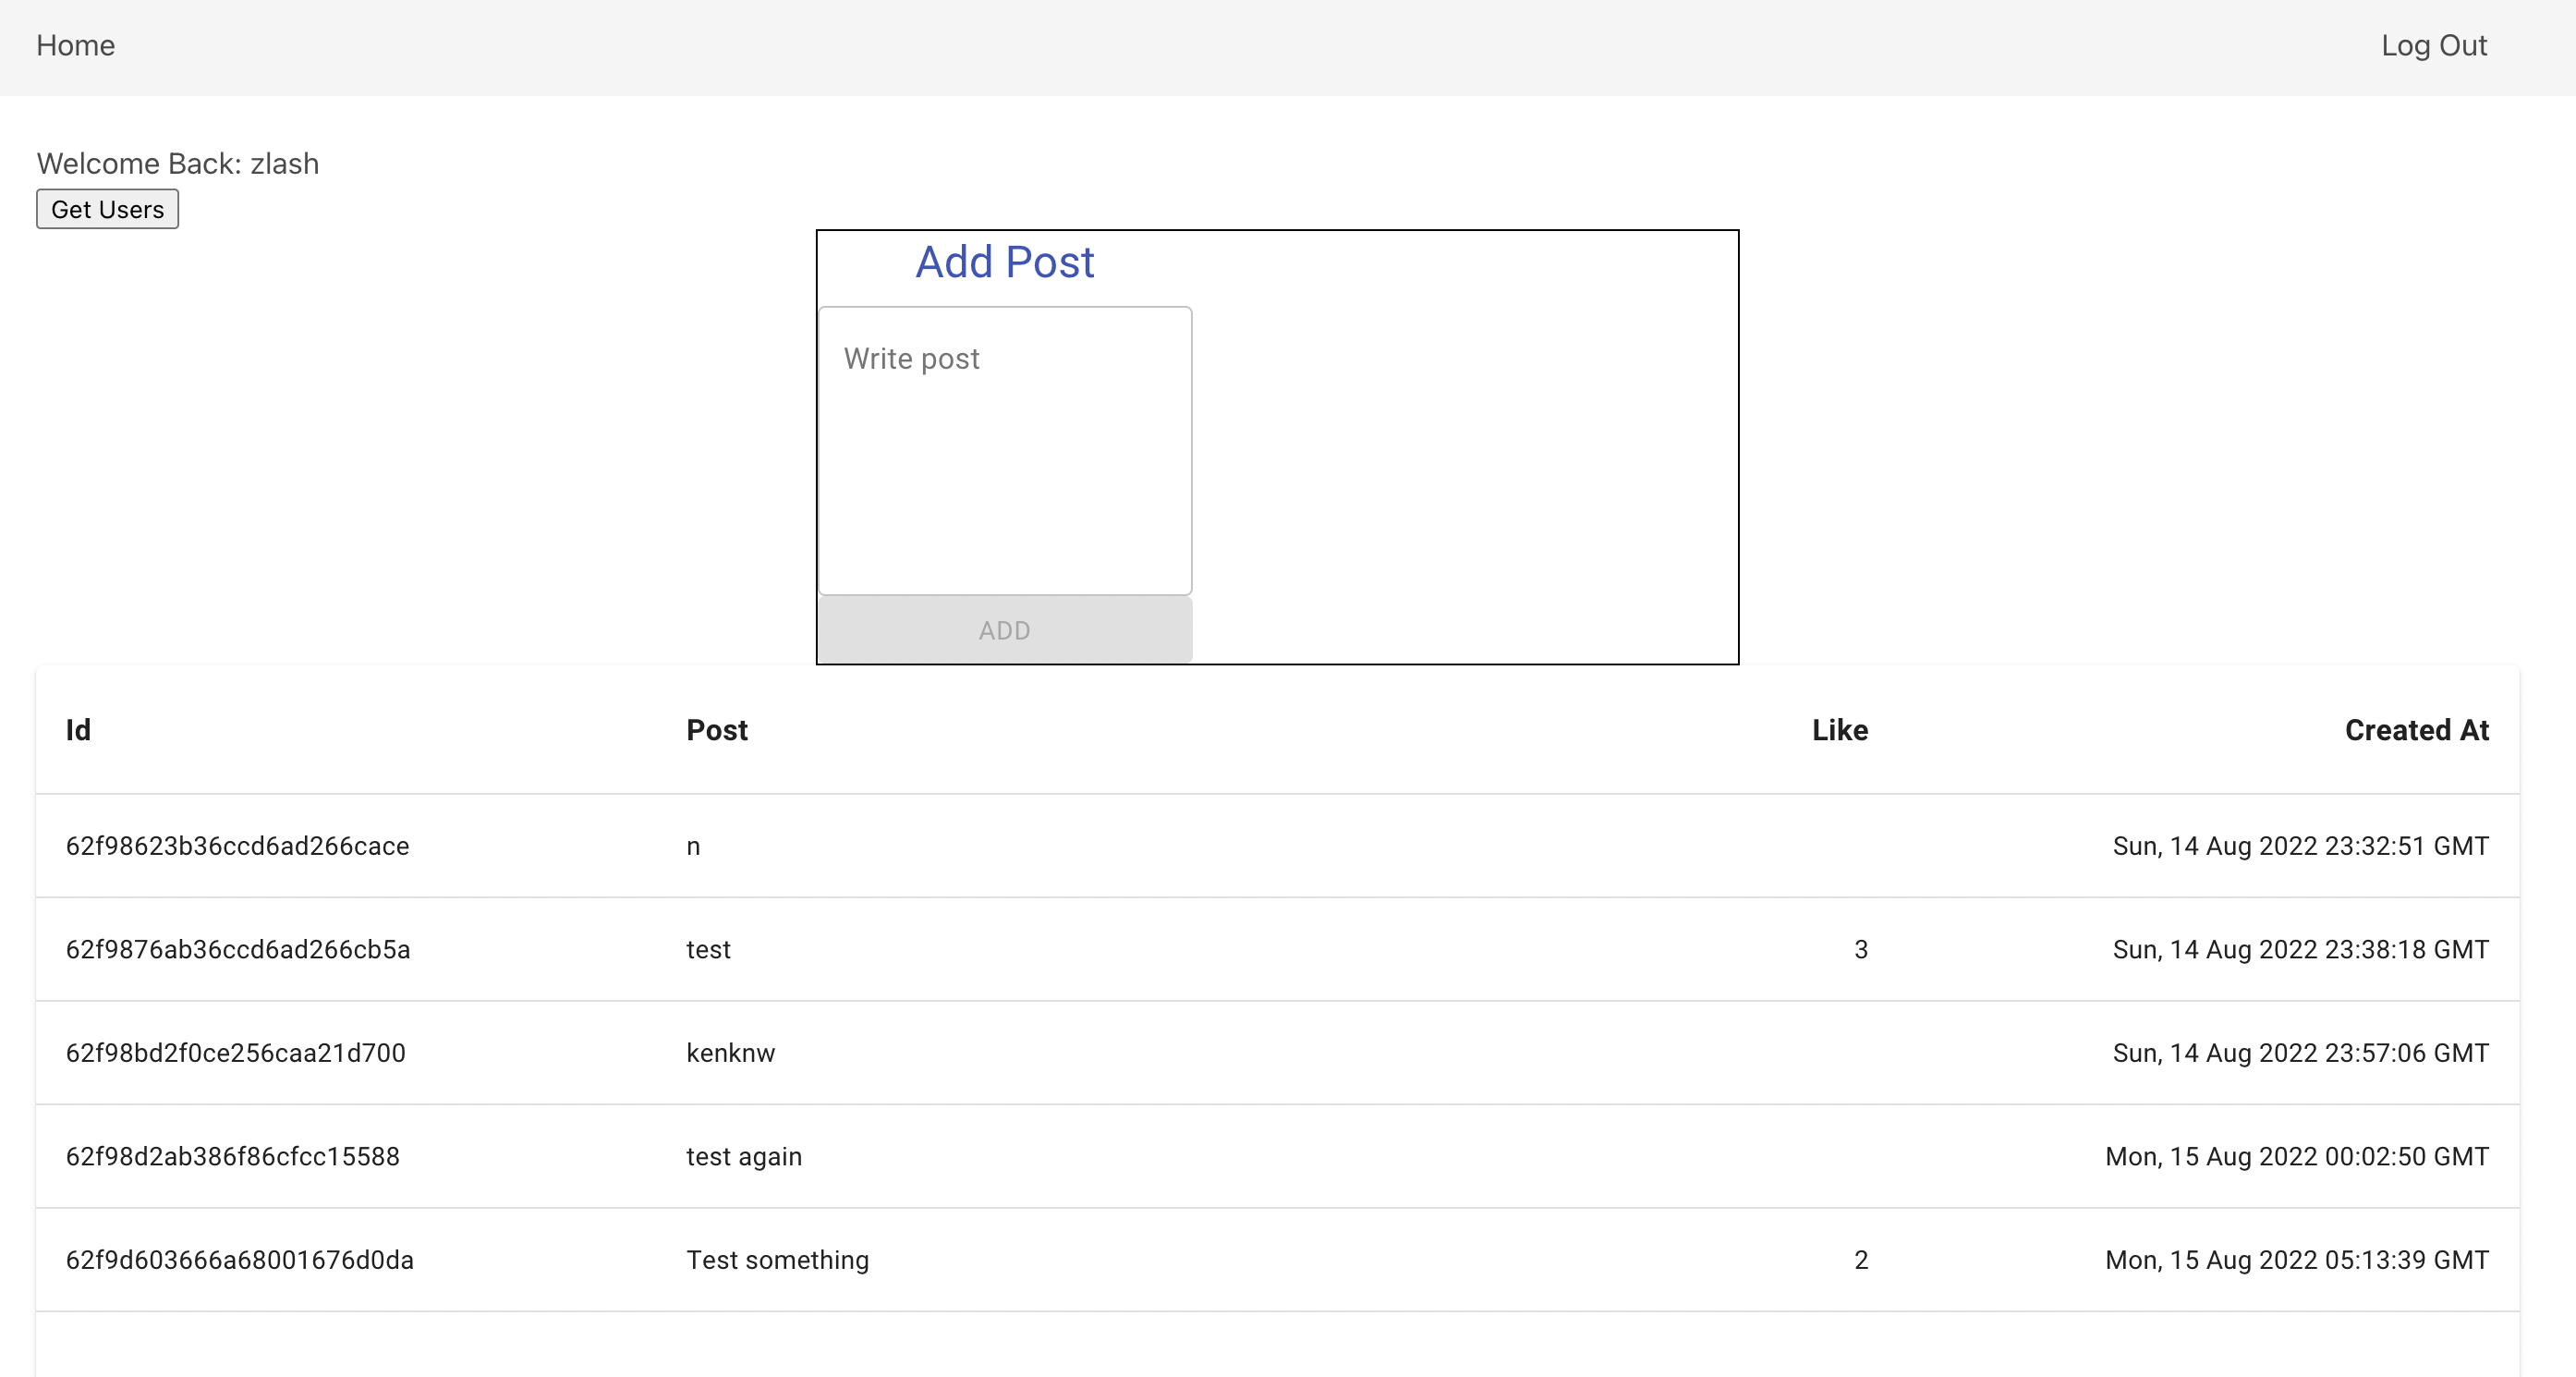 Home Log Out
Welcome Back: zlash
Get Users
Add Post
Write post
ADD
Id Post Like Created At
62f98623b36ccd6ad266cace n Sun, 14 Aug 2022 23:32:51 GMT
62f9876ab36ccd6ad266cb5a test 3 Sun, 14 Aug 2022 23:38:18 GMT
62f98bd2f0ce256caa21d700 kenknw Sun, 14 Aug 2022 23:57:06 GMT
62f98d2ab386f86cfcc15588 test again Mon, 15 Aug 2022 00:02:50 GMT
62f9d603666a68001676d0da Test something 2 Mon, 15 Aug 2022 05:13:39 GMT